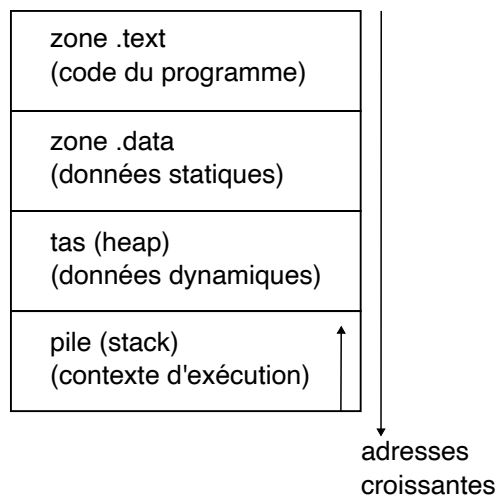 zone .text
(code du programme)
zone .data
(données statiques)
tas (heap)
(données dynamiques)
pile (stack)
(contexte d'exécution)
adresses
croissantes